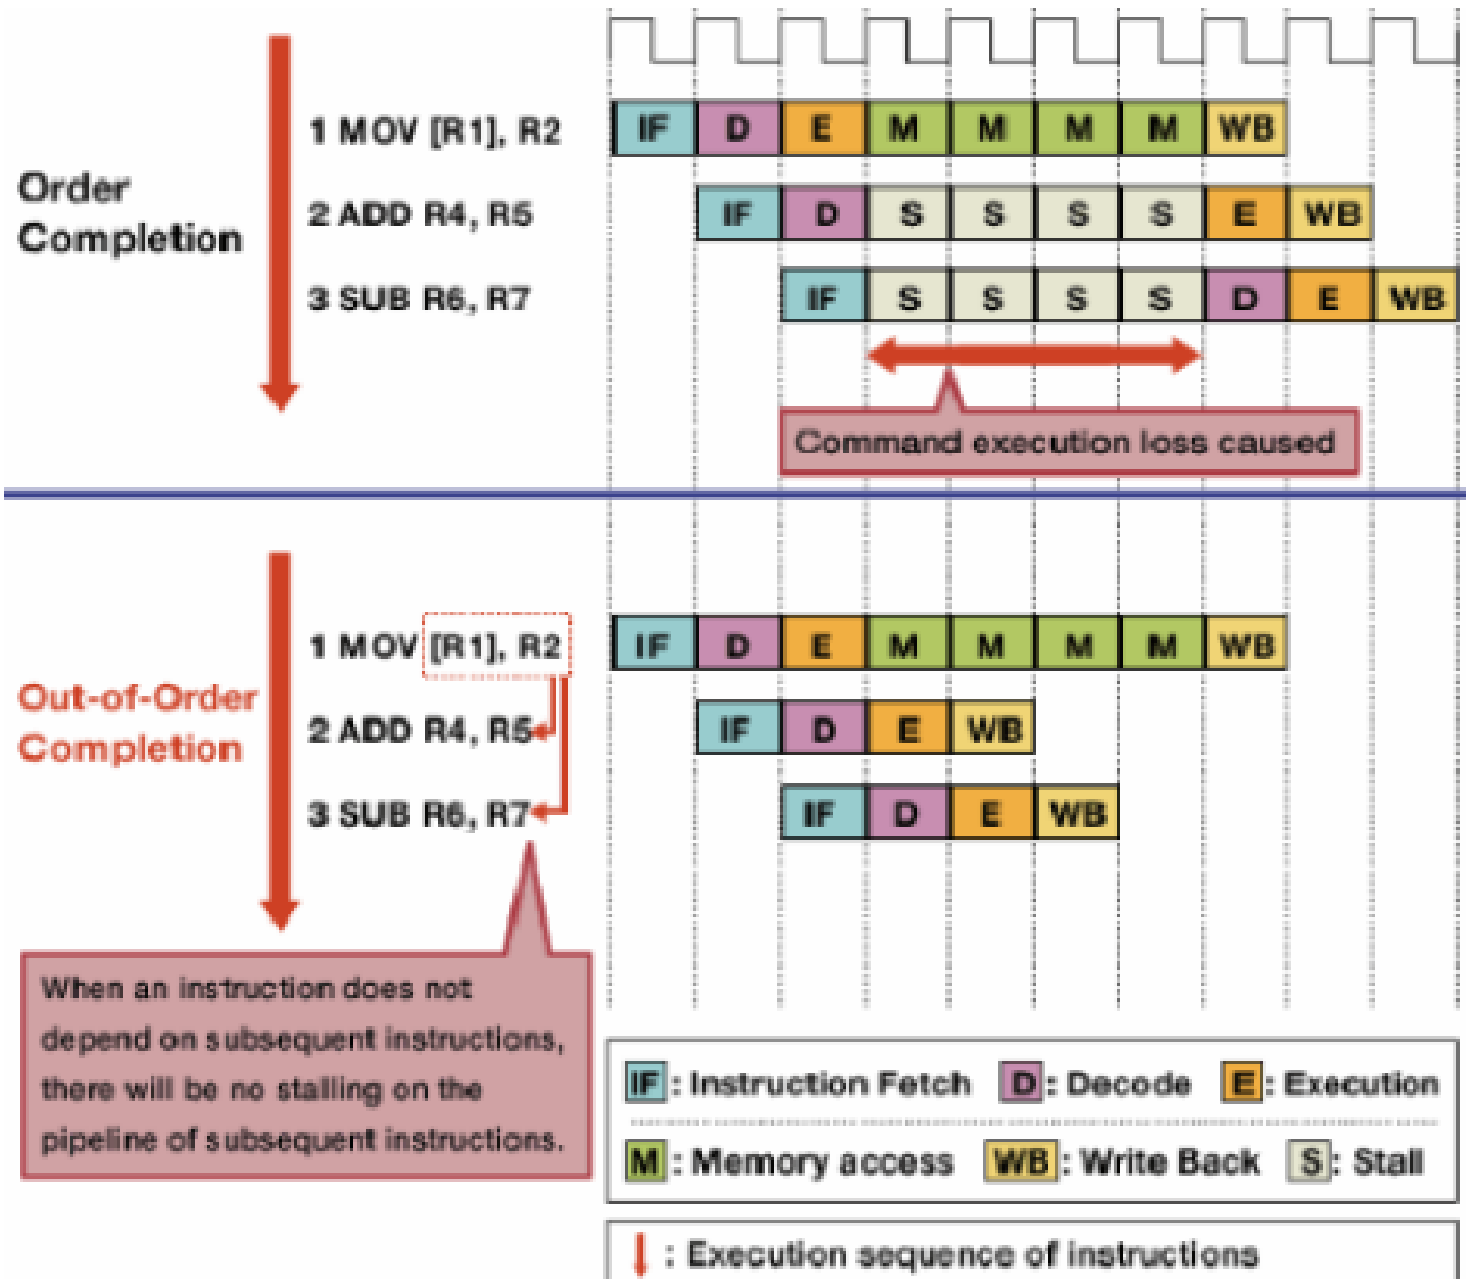 1 MOV [R1], R2 IF D E M M M M WB
Order
Completion
2 ADD R4, R5 IF D S S S S E WB
3 SUB R6, R7 IF S S S S D E WB
Command execution loss caused
1 MOV [R1], R2 IF D E M M M M WB
Out-of-Order
Completion
2 ADD R4, R5 IF D E WB
3 SUB R6, R7 IF D E WB
When an instruction does not
depend on subsequent instructions,
there will be no stalling on the
pipeline of subsequent instructions.
IF : Instruction Fetch D : Decode E : Execution
M : Memory access WB : Write Back S : Stall
: Execution sequence of instructions